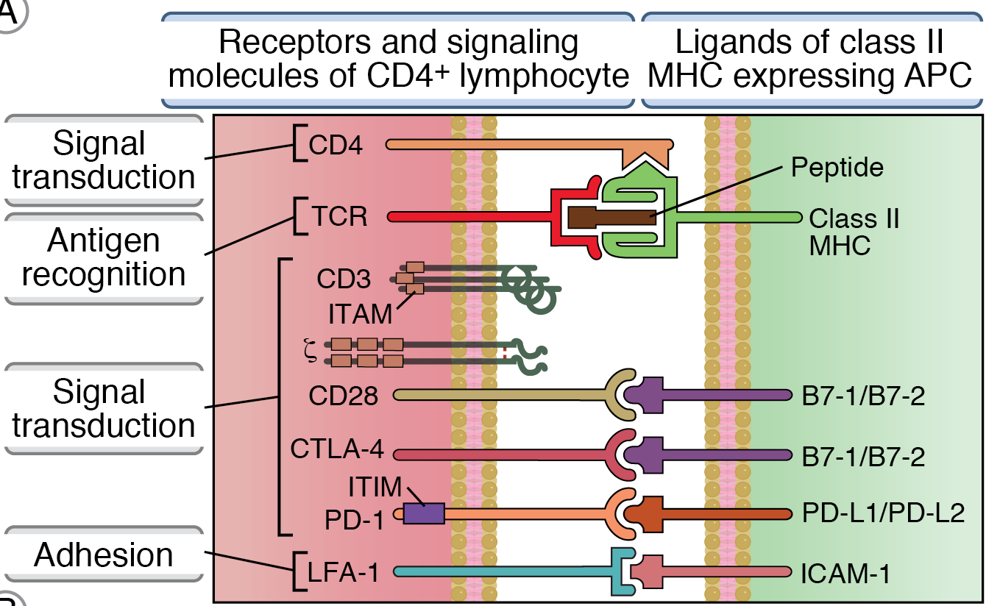 A
Receptors and signaling
molecules of CD4+ lymphocyte
Ligands of class II
MHC expressing APC
Signal
transduction
CD4
Peptide
Antigen
recognition
TCR
Class II
MHC
CD3
ITAM
ζ
Signal
transduction
CD28
B7-1/B7-2
CTLA-4
B7-1/B7-2
ITIM
PD-1
PD-L1/PD-L2
Adhesion
LFA-1
ICAM-1